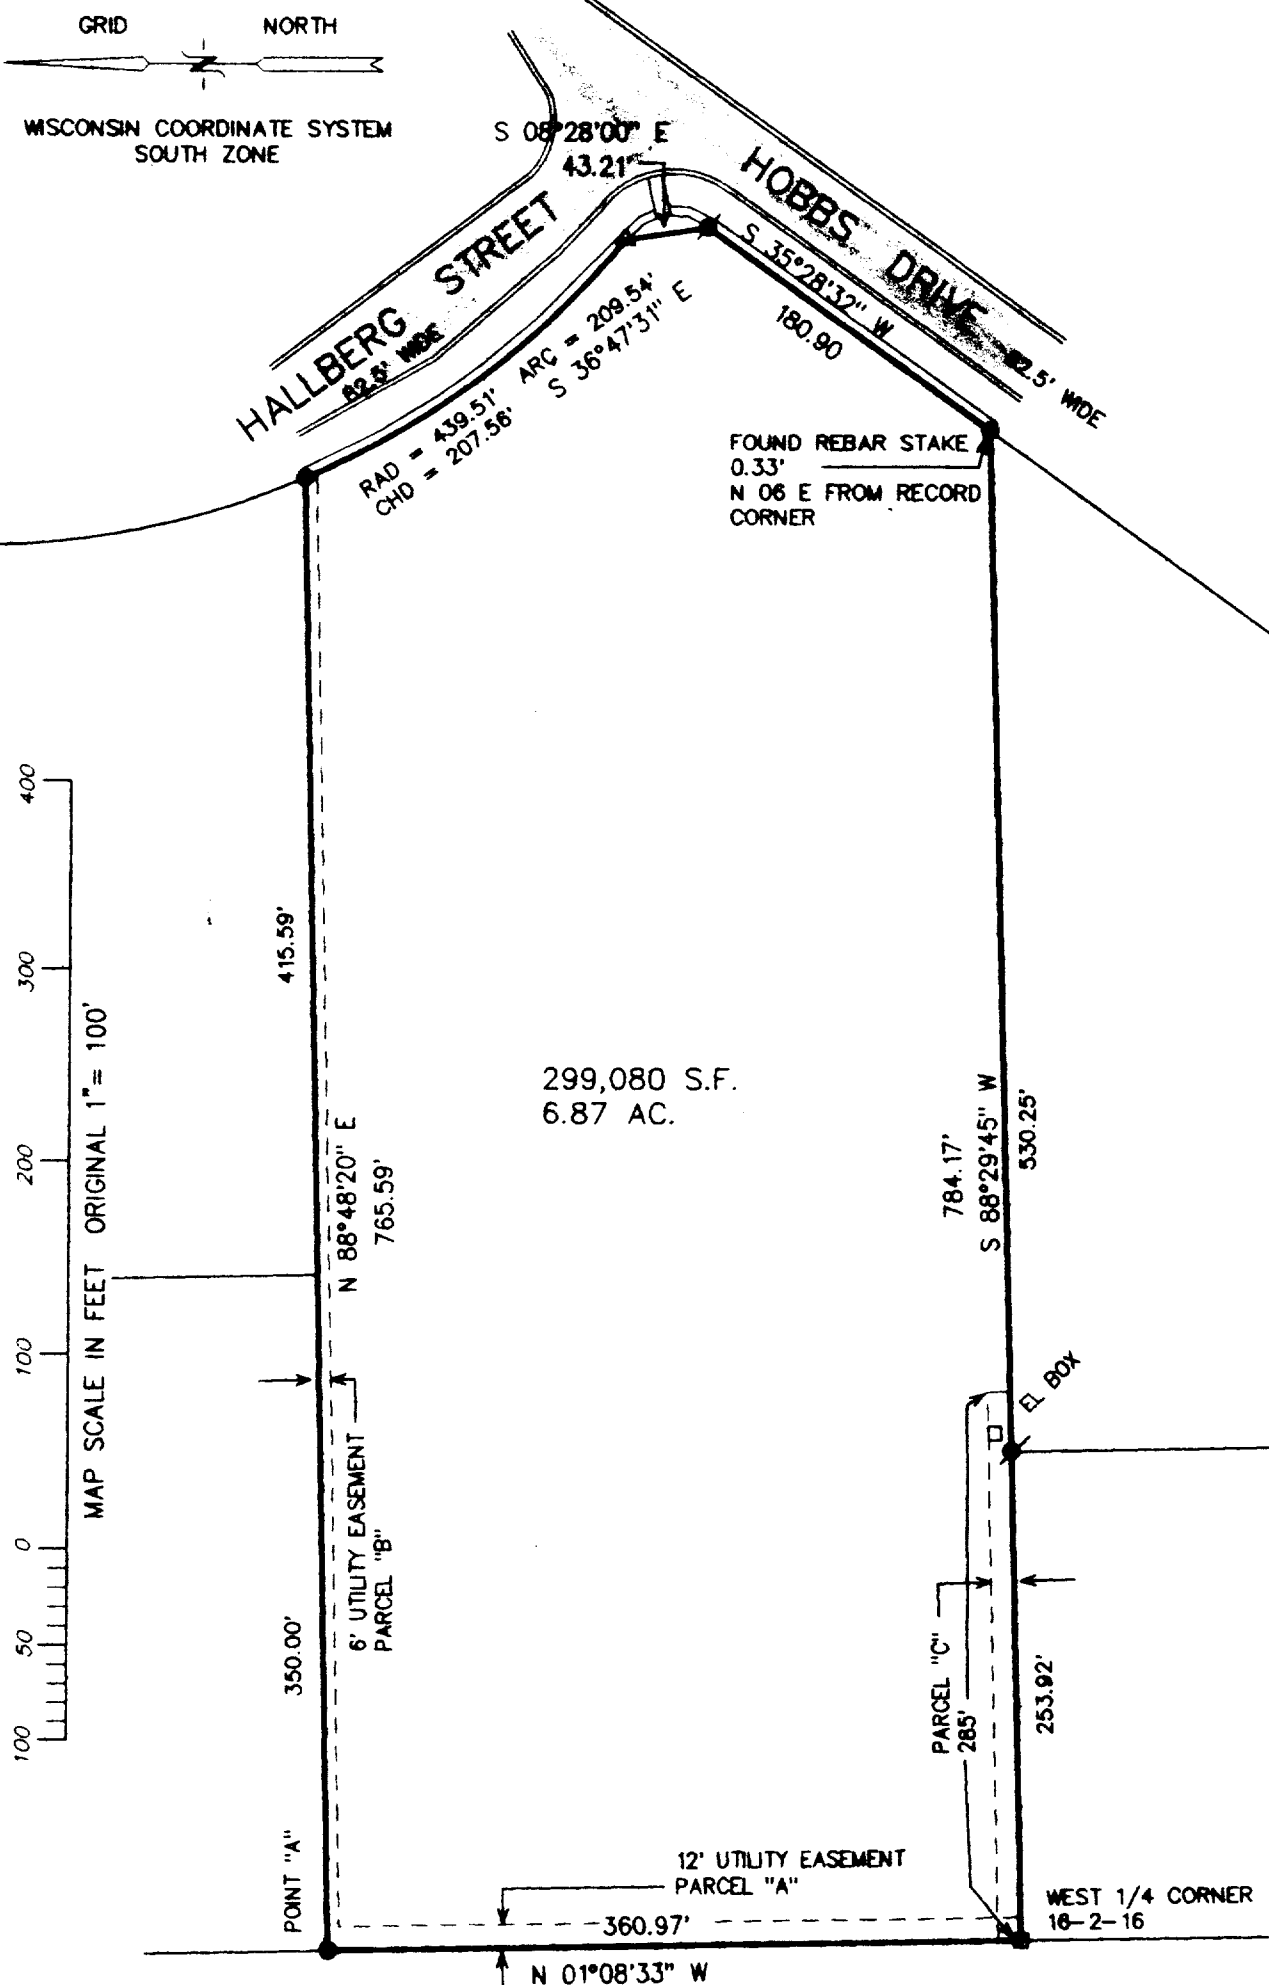 GRID NORTH
WISCONSIN COORDINATE SYSTEM
SOUTH ZONE
S 08°28'00" E
43.21'
HALLBERG STREET
82.5' WIDE
HOBBS DRIVE
82.5' WIDE
S 35°28'32" W
180.90
RAD = 439.51' ARC = 209.54'
CHD = 207.56' S 36°47'31" E
FOUND REBAR STAKE
0.33'
N 06 E FROM RECORD
CORNER
400
300
200
100
0
50
100
MAP SCALE IN FEET ORIGINAL 1"= 100'
415.59'
N 88°48'20" E
765.59'
299,080 S.F.
6.87 AC.
784.17'
S 88°29'45" W
530.25'
EL BOX
6' UTILITY EASEMENT
PARCEL "B"
350.00'
PARCEL "C"
285'
253.92'
POINT "A"
12' UTILITY EASEMENT
PARCEL "A"
360.97'
WEST 1/4 CORNER
16-2-16
N 01°08'33" W